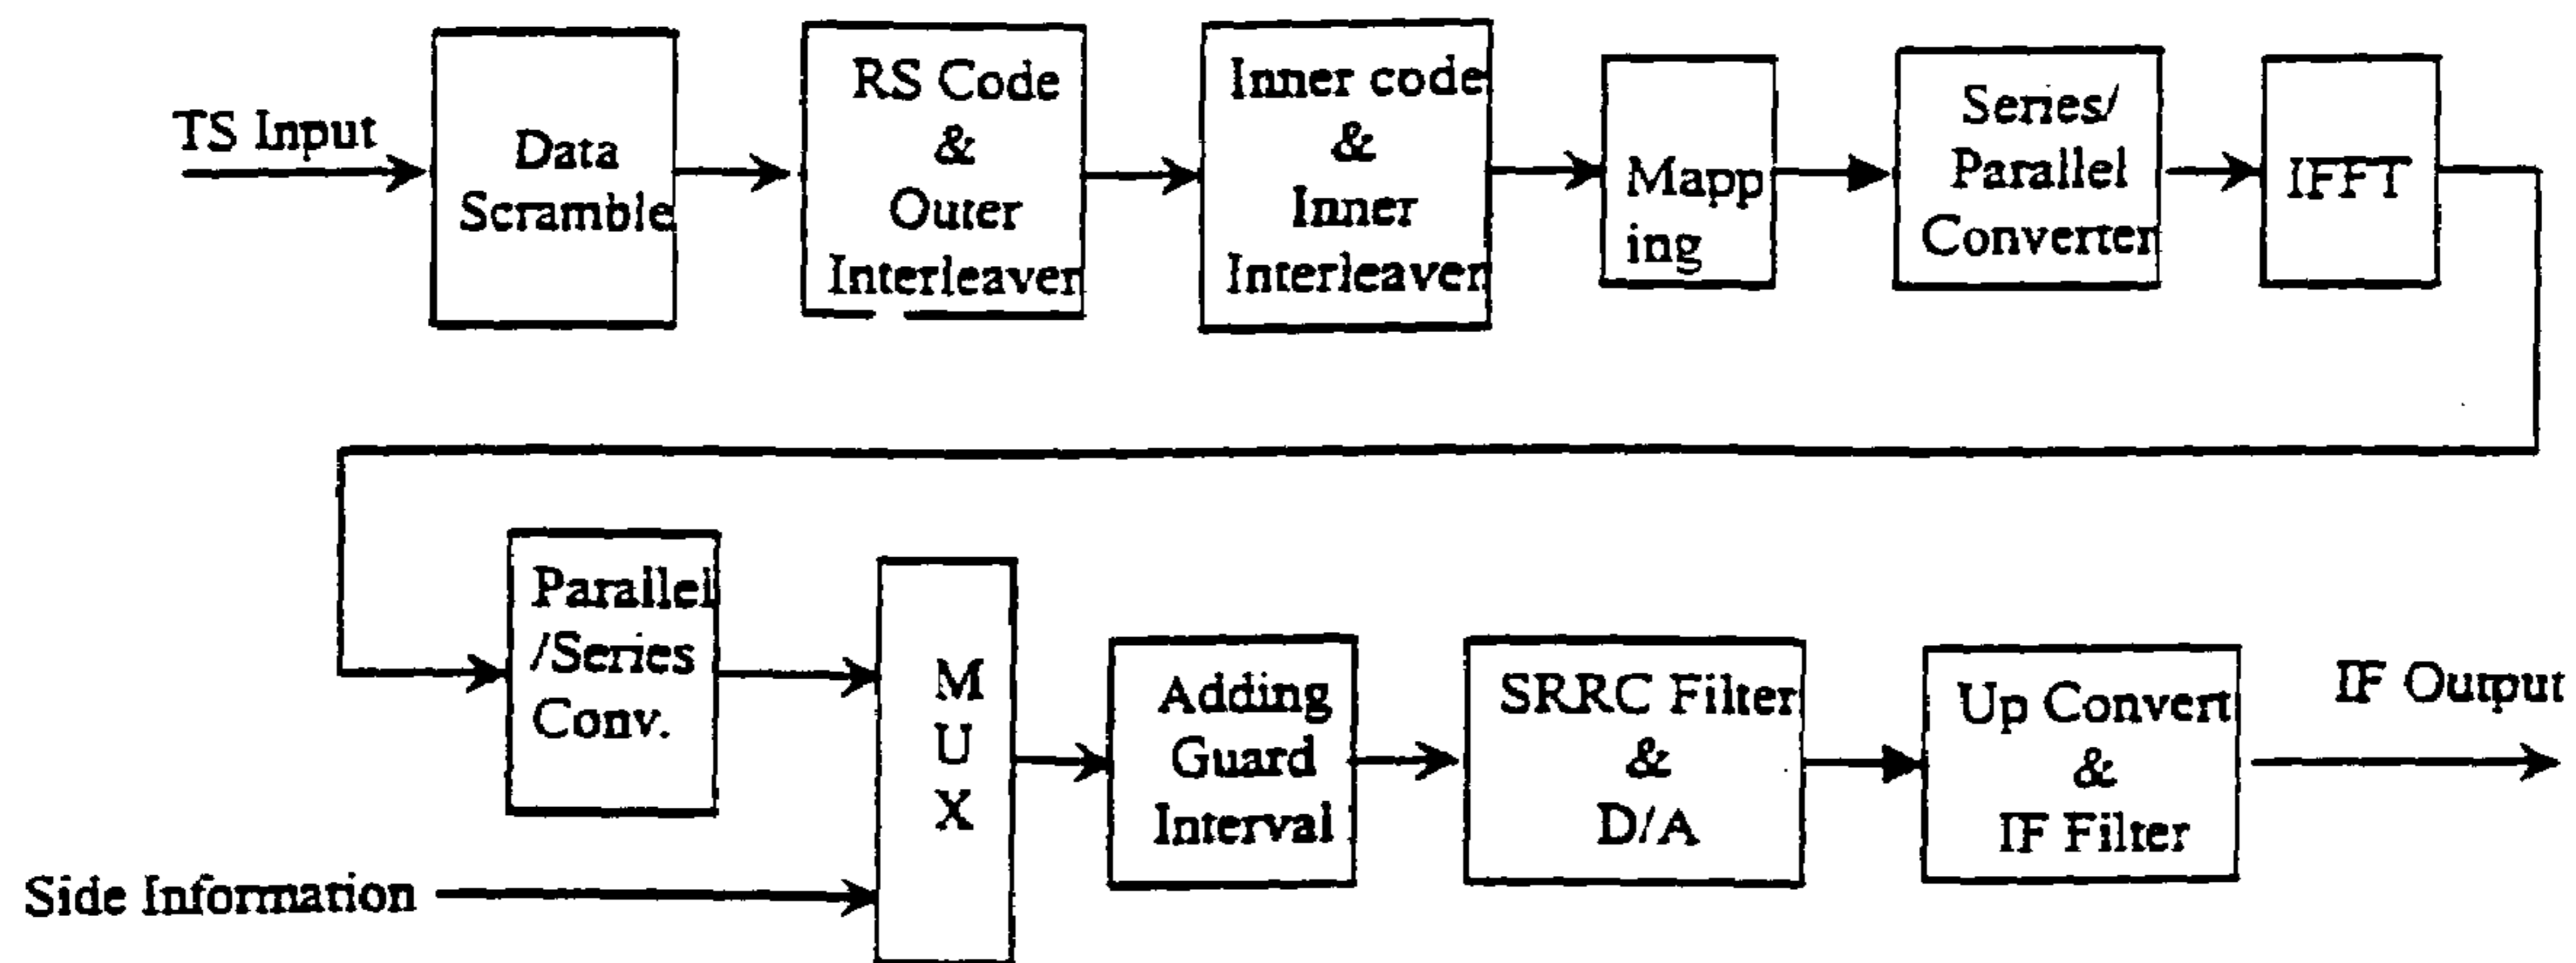 TS Input
Data
Scramble
RS Code
&
Outer
Interleaver
Inner code
&
Inner
Interleaver
Mapp
ing
Series/
Parallel
Converter
IFFT
Parallel
/Series
Conv.
M
U
X
Side Information
Adding
Guard
Interval
SRRC Filter
&
D/A
Up Convert
&
IF Filter
IF Output